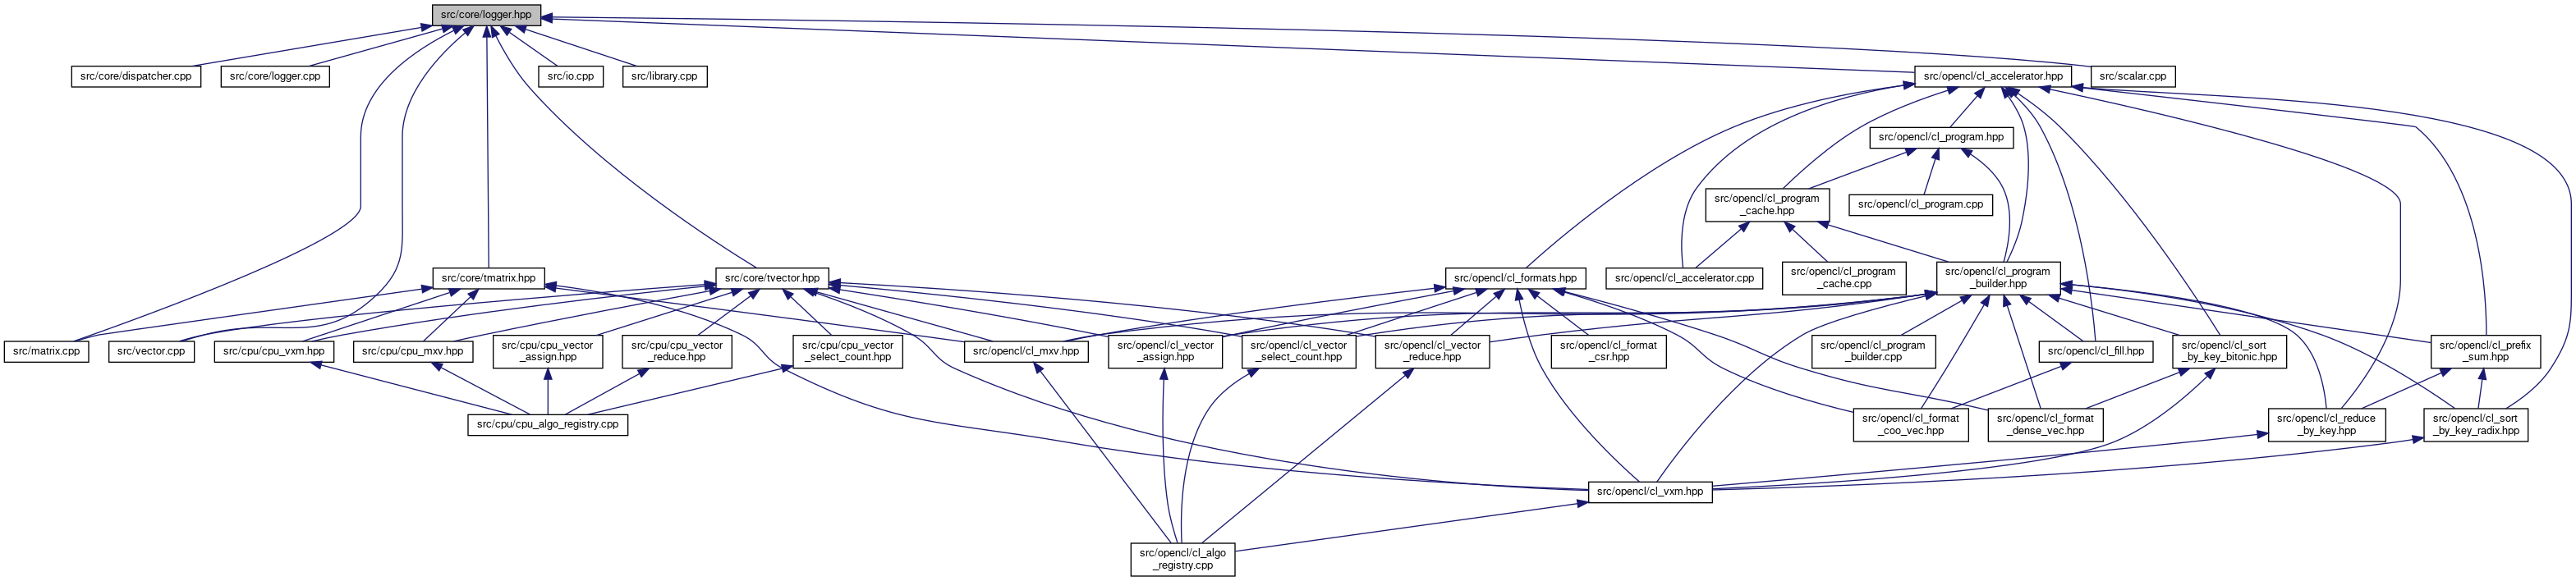 src/core/logger.hpp
src/core/dispatcher.cpp
src/core/logger.cpp
src/io.cpp
src/library.cpp
src/opencl/cl_accelerator.hpp
src/scalar.cpp
src/opencl/cl_program.hpp
src/opencl/cl_program
_cache.hpp
src/opencl/cl_program.cpp
src/core/tmatrix.hpp
src/core/tvector.hpp
src/opencl/cl_formats.hpp
src/opencl/cl_accelerator.cpp
src/opencl/cl_program
_cache.cpp
src/opencl/cl_program
_builder.hpp
src/matrix.cpp
src/vector.cpp
src/cpu/cpu_vxm.hpp
src/cpu/cpu_mxv.hpp
src/cpu/cpu_vector
_assign.hpp
src/cpu/cpu_vector
_reduce.hpp
src/cpu/cpu_vector
_select_count.hpp
src/opencl/cl_mxv.hpp
src/opencl/cl_vector
_assign.hpp
src/opencl/cl_vector
_select_count.hpp
src/opencl/cl_vector
_reduce.hpp
src/opencl/cl_format
_csr.hpp
src/opencl/cl_program
_builder.cpp
src/opencl/cl_fill.hpp
src/opencl/cl_sort
_by_key_bitonic.hpp
src/opencl/cl_prefix
_sum.hpp
src/cpu/cpu_algo_registry.cpp
src/opencl/cl_format
_coo_vec.hpp
src/opencl/cl_format
_dense_vec.hpp
src/opencl/cl_reduce
_by_key.hpp
src/opencl/cl_sort
_by_key_radix.hpp
src/opencl/cl_vxm.hpp
src/opencl/cl_algo
_registry.cpp